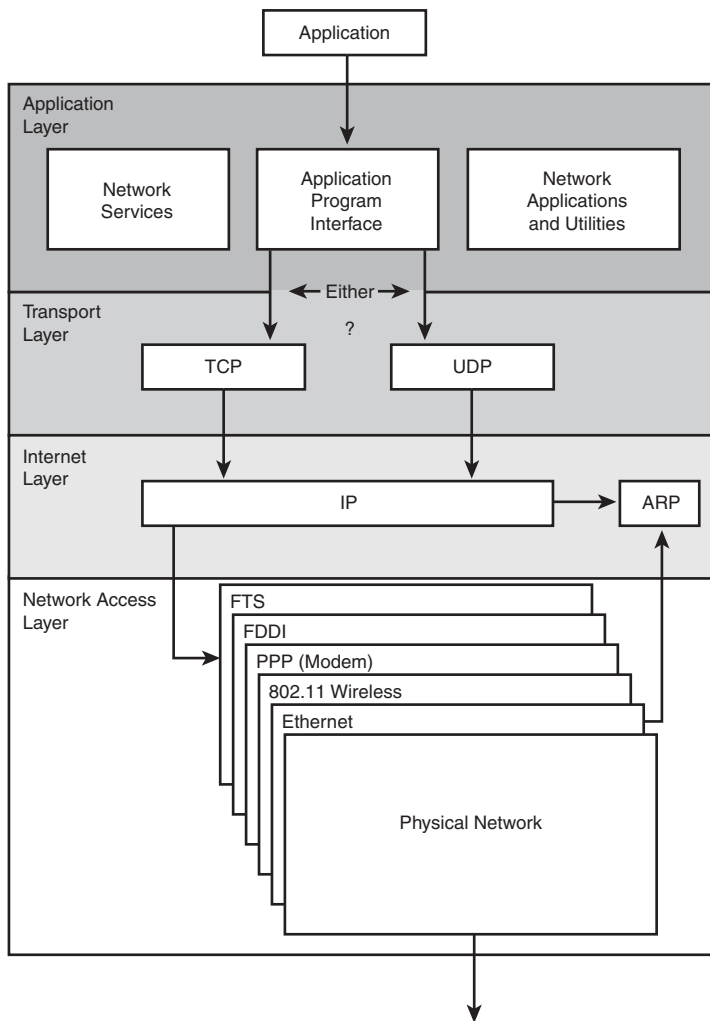 Application
Application
Layer
Network
Services
Application
Program
Interface
Network
Applications
and Utilities
Either
Transport
Layer
?
TCP
UDP
Internet
Layer
IP
ARP
Network Access
Layer
FTS
FDDI
PPP (Modem)
802.11 Wireless
Ethernet
Physical Network